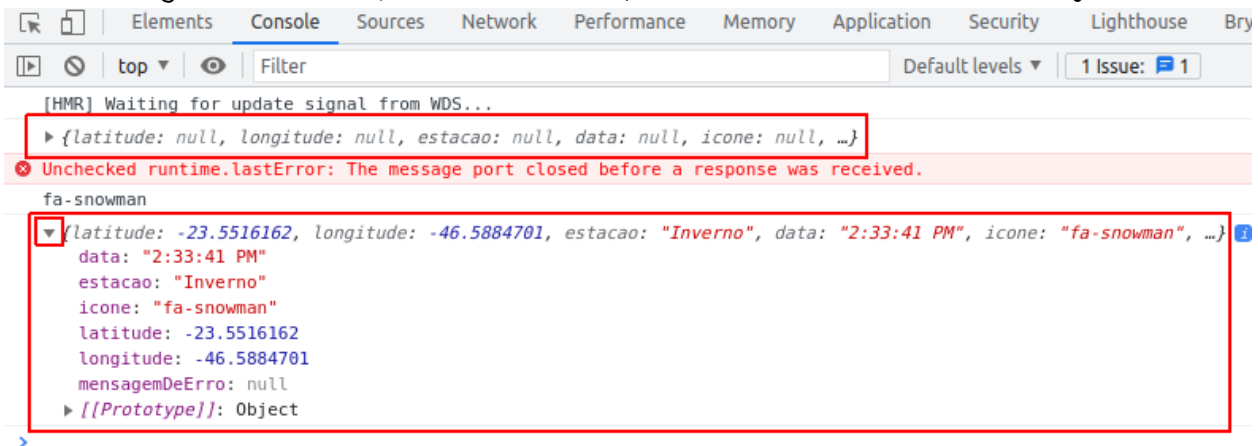 Elements Console Sources Network Performance Memory Application Security Lighthouse Bry
top ▼ Filter Default levels ▼ 1 Issue: 1
[HMR] Waiting for update signal from WDS...
▶ {latitude: null, longitude: null, estacao: null, data: null, icone: null, …}
Unchecked runtime.lastError: The message port closed before a response was received.
fa-snowman
▼ {latitude: -23.5516162, longitude: -46.5884701, estacao: "Inverno", data: "2:33:41 PM", icone: "fa-snowman", …} i
data: "2:33:41 PM"
estacao: "Inverno"
icone: "fa-snowman"
latitude: -23.5516162
longitude: -46.5884701
mensagemDeErro: null
▶ [[Prototype]]: Object
>